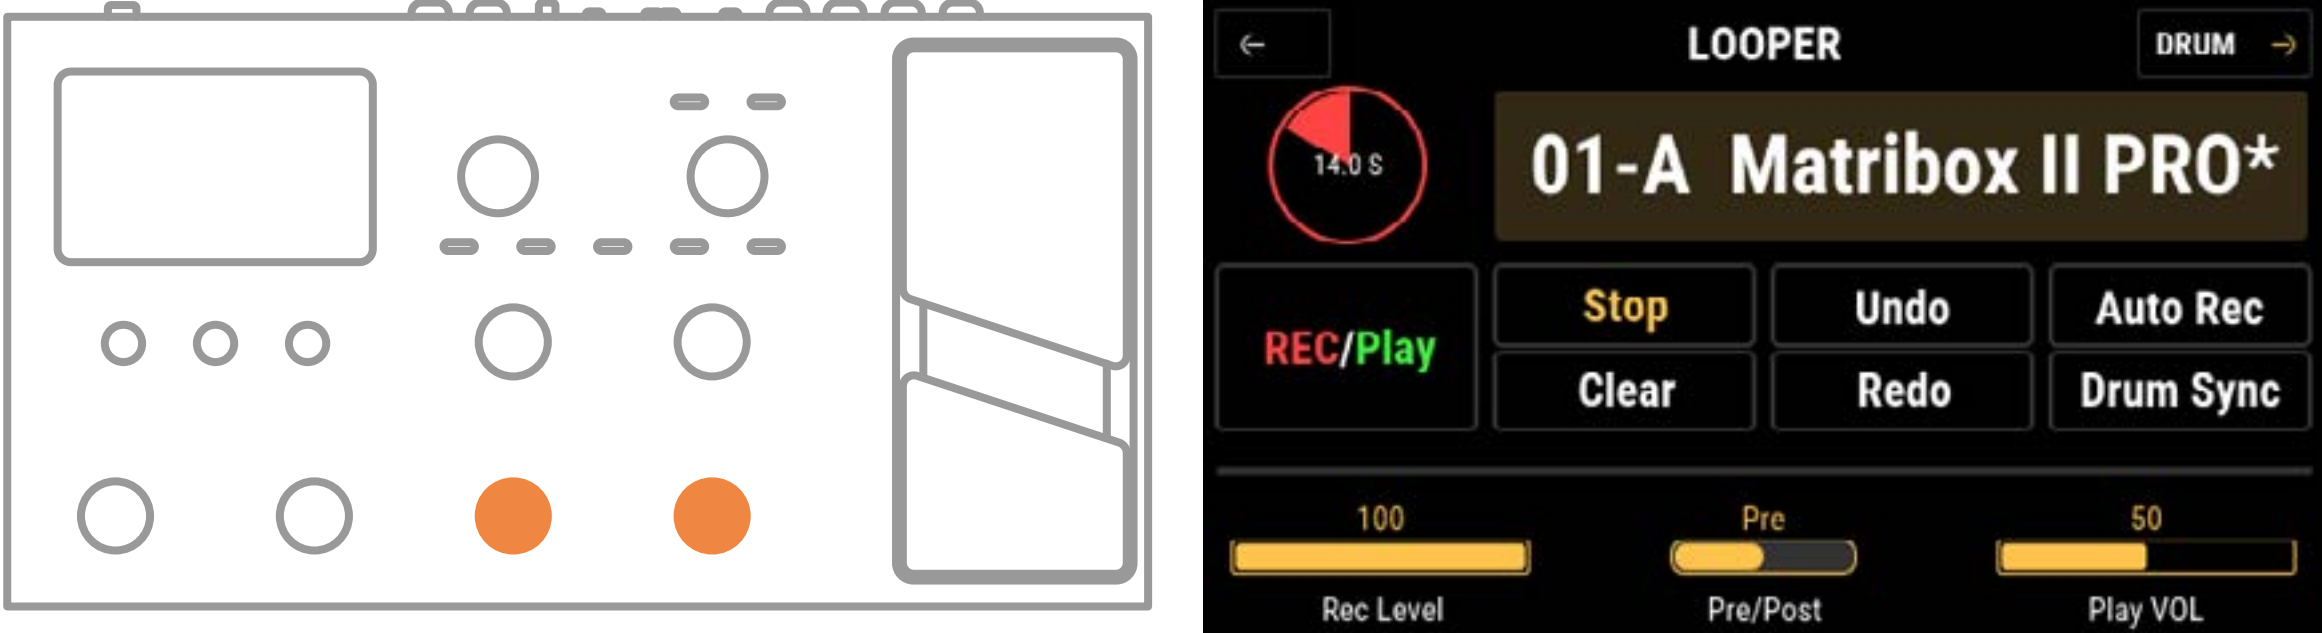 ←
LOOPER
DRUM →
14.0 S
01-A Matribox II PRO*
REC/Play
Stop
Undo
Auto Rec
Clear
Redo
Drum Sync
100
Pre
50
Rec Level
Pre/Post
Play VOL